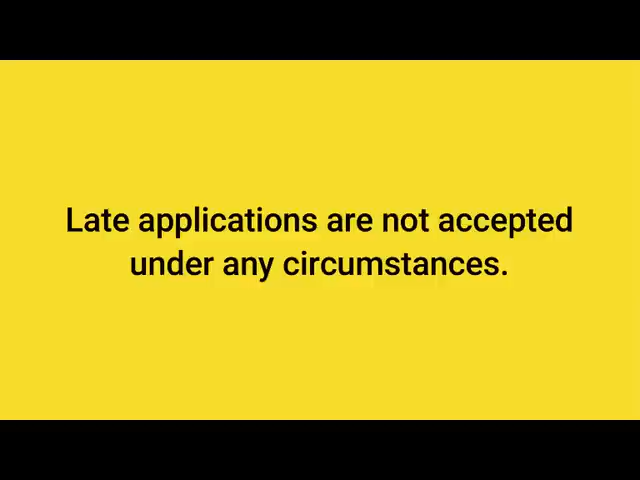 Late applications are not accepted
under any circumstances.